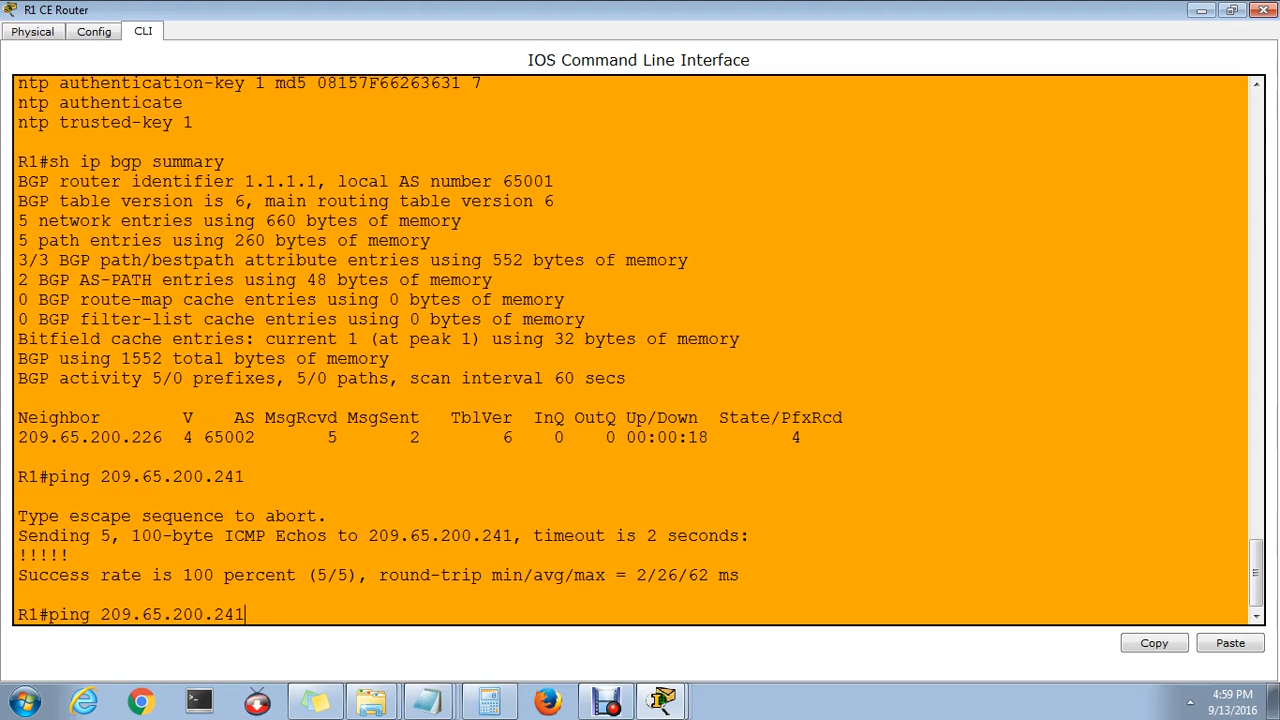 R1 CE Router
Physical Config CLI
IOS Command Line Interface
ntp authentication-key 1 md5 08157F66263631 7
ntp authenticate
ntp trusted-key 1
R1#sh ip bgp summary
BGP router identifier 1.1.1.1, local AS number 65001
BGP table version is 6, main routing table version 6
5 network entries using 660 bytes of memory
5 path entries using 260 bytes of memory
3/3 BGP path/bestpath attribute entries using 552 bytes of memory
2 BGP AS-PATH entries using 48 bytes of memory
0 BGP route-map cache entries using 0 bytes of memory
0 BGP filter-list cache entries using 0 bytes of memory
Bitfield cache entries: current 1 (at peak 1) using 32 bytes of memory
BGP using 1552 total bytes of memory
BGP activity 5/0 prefixes, 5/0 paths, scan interval 60 secs
Neighbor V AS MsgRcvd MsgSent TblVer InQ OutQ Up/Down State/PfxRcd
209.65.200.226 4 65002 5 2 6 0 0 00:00:18 4
R1#ping 209.65.200.241
Type escape sequence to abort.
Sending 5, 100-byte ICMP Echos to 209.65.200.241, timeout is 2 seconds:
!!!!!
Success rate is 100 percent (5/5), round-trip min/avg/max = 2/26/62 ms
R1#ping 209.65.200.241
Copy Paste
4:59 PM
9/13/2016